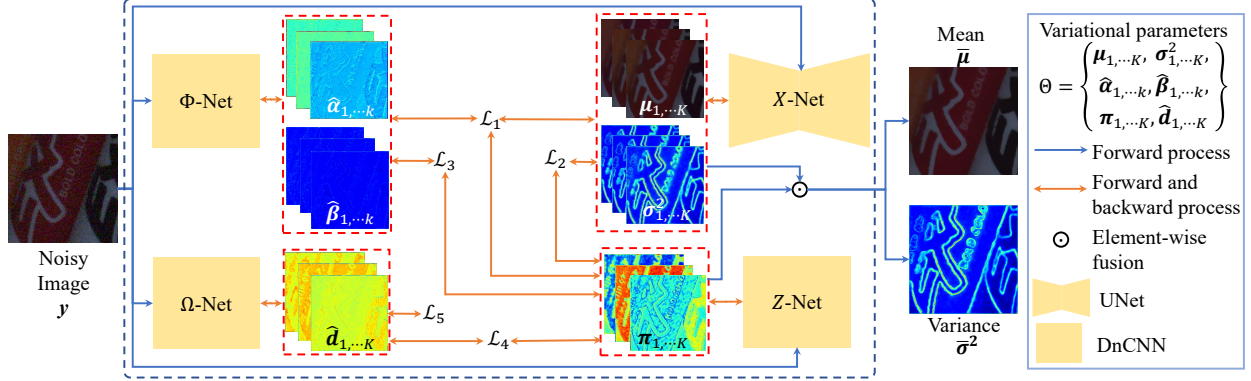 Noisy
Image
y
Φ-Net
Ω-Net
α̂₁,⋯k
β̂₁,⋯k
d̂₁,⋯K
ℒ₁
ℒ₃
ℒ₂
ℒ₅
ℒ₄
μ₁,⋯K
σ²₁,⋯K
π₁,⋯K
X-Net
Z-Net
⊙
Mean
μ̄
BOLD COLO
Variance
σ̄²
Variational parameters
Θ = { μ₁,⋯K, σ²₁,⋯K,
α̂₁,⋯k, β̂₁,⋯k,
π₁,⋯K, d̂₁,⋯K }
Forward process
Forward and
backward process
⊙ Element-wise
fusion
UNet
DnCNN